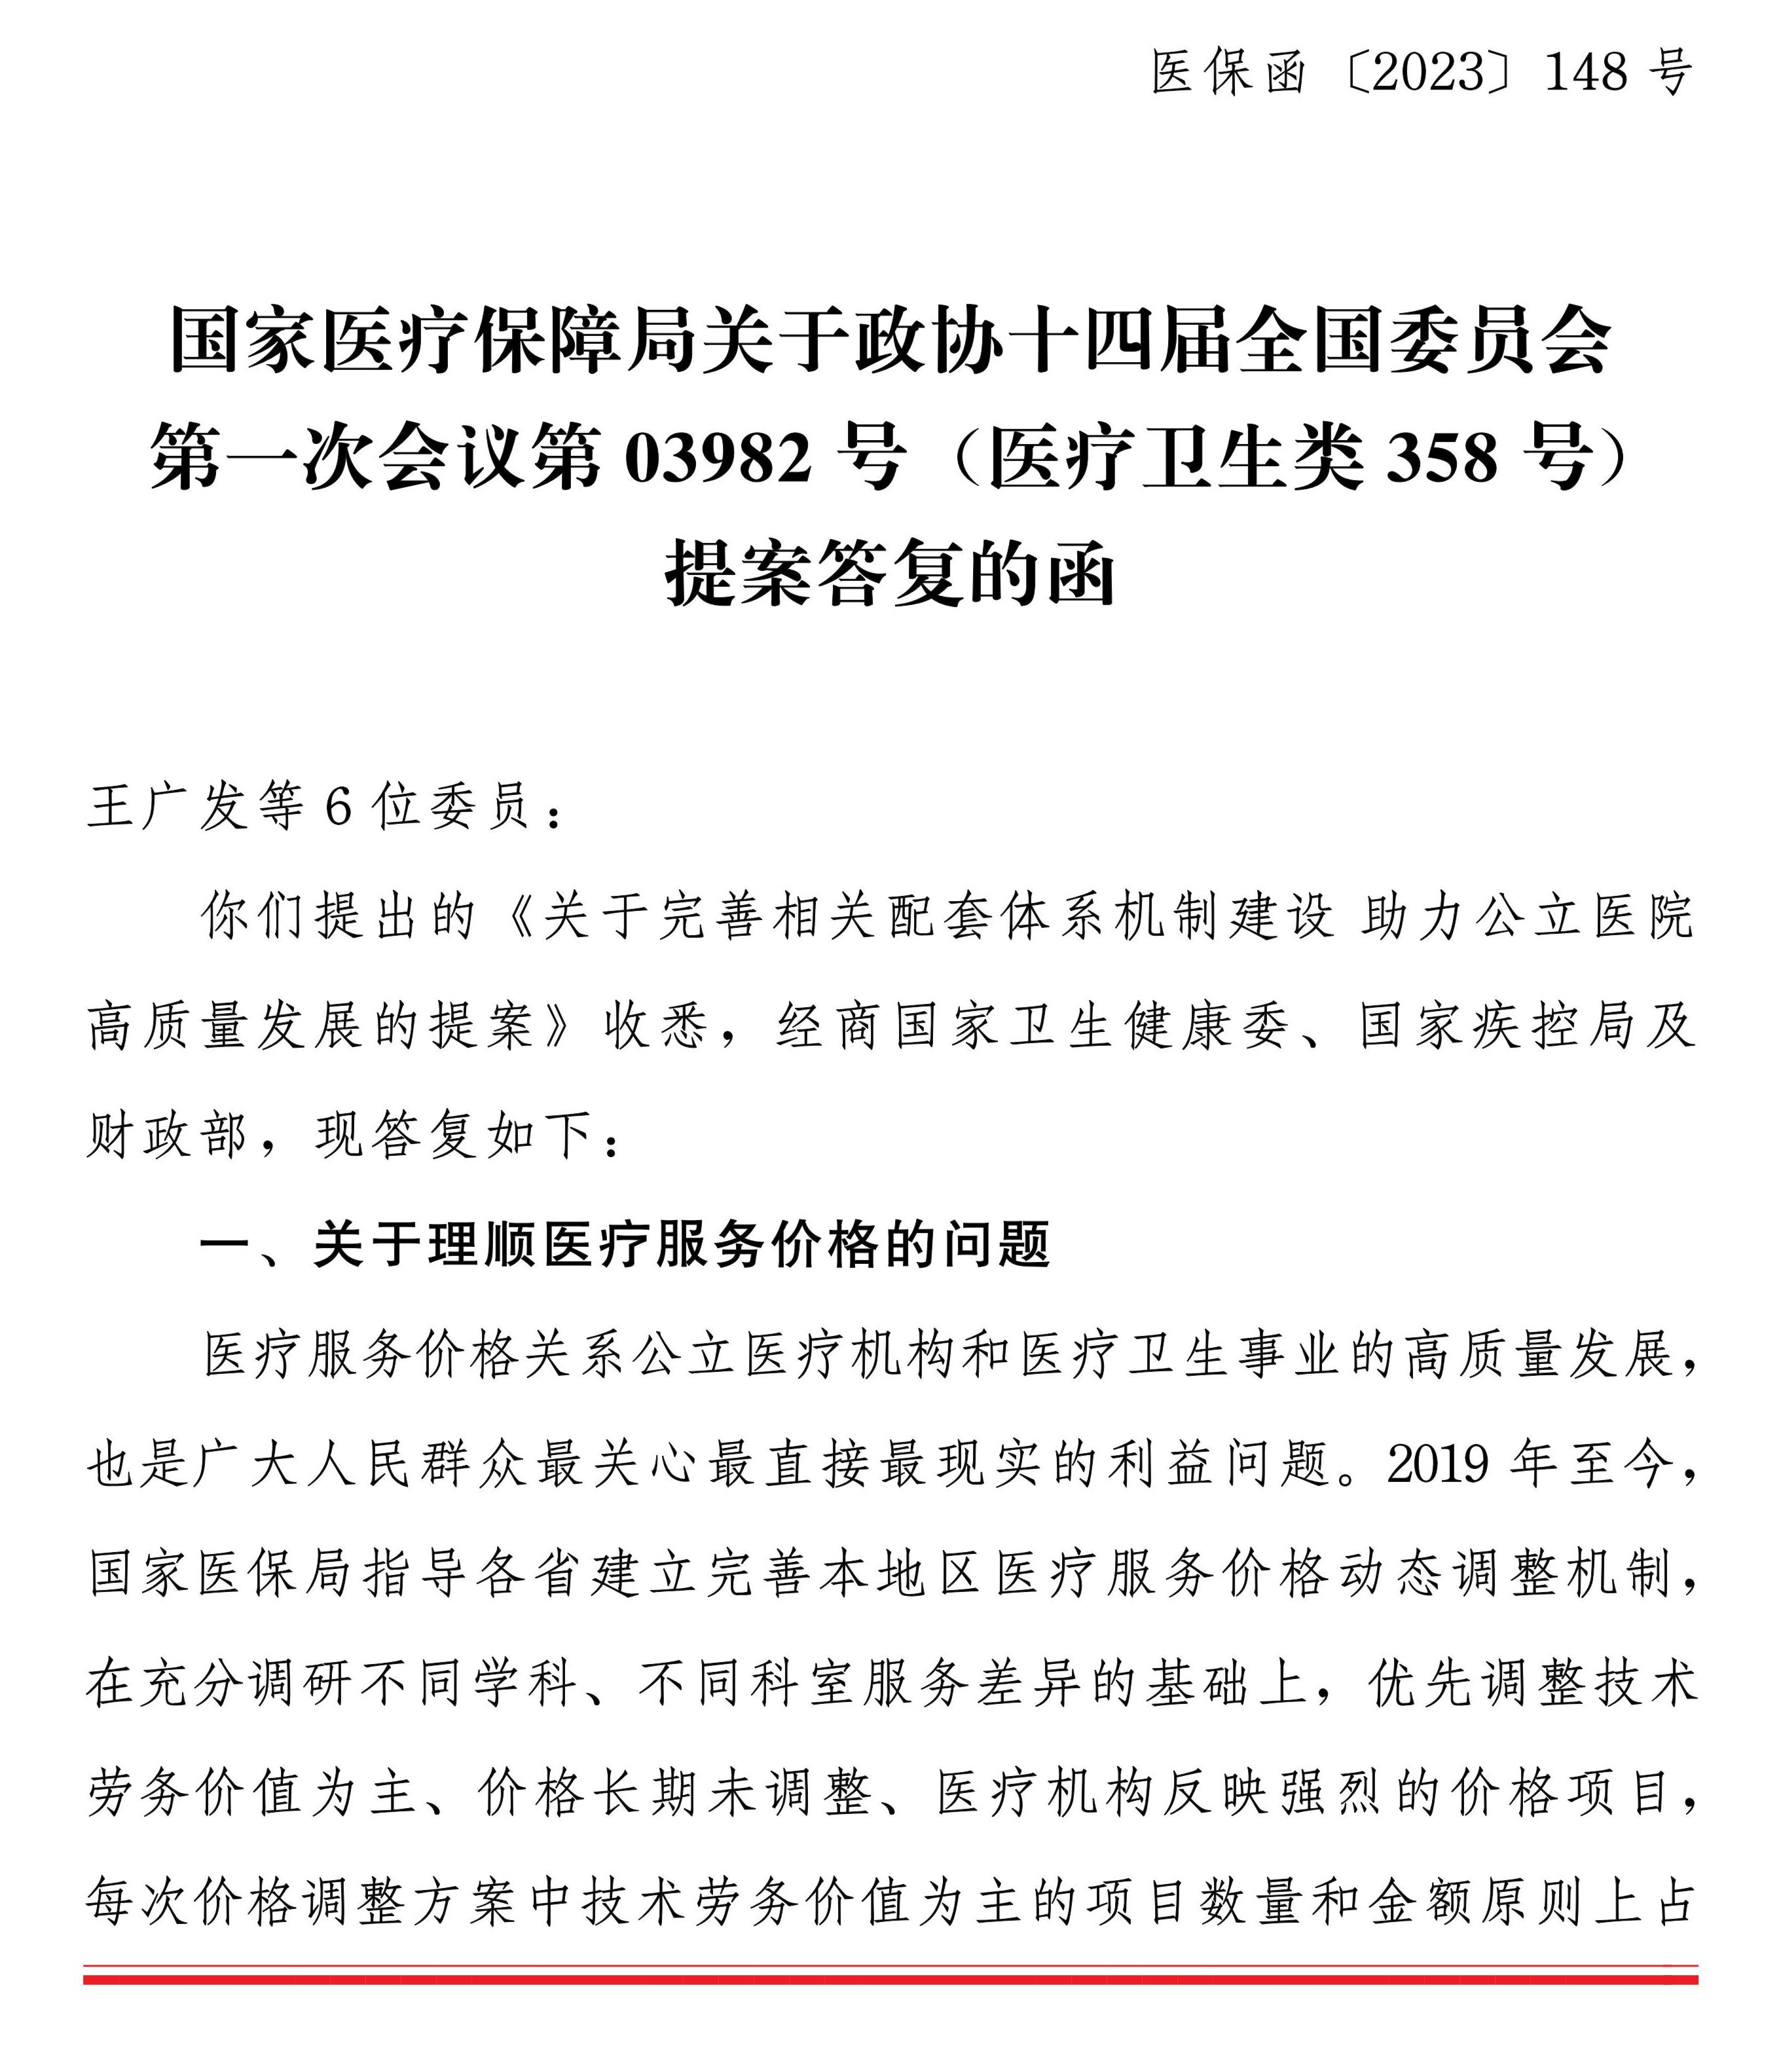 医保函〔2023〕148 号
国家医疗保障局关于政协十四届全国委员会
第一次会议第 03982 号（医疗卫生类 358 号）
提案答复的函
王广发等 6 位委员：
你们提出的《关于完善相关配套体系机制建设 助力公立医院
高质量发展的提案》收悉，经商国家卫生健康委、国家疾控局及
财政部，现答复如下：
一、关于理顺医疗服务价格的问题
医疗服务价格关系公立医疗机构和医疗卫生事业的高质量发展，
也是广大人民群众最关心最直接最现实的利益问题。2019 年至今，
国家医保局指导各省建立完善本地区医疗服务价格动态调整机制，
在充分调研不同学科、不同科室服务差异的基础上，优先调整技术
劳务价值为主、价格长期未调整、医疗机构反映强烈的价格项目，
每次价格调整方案中技术劳务价值为主的项目数量和金额原则上占